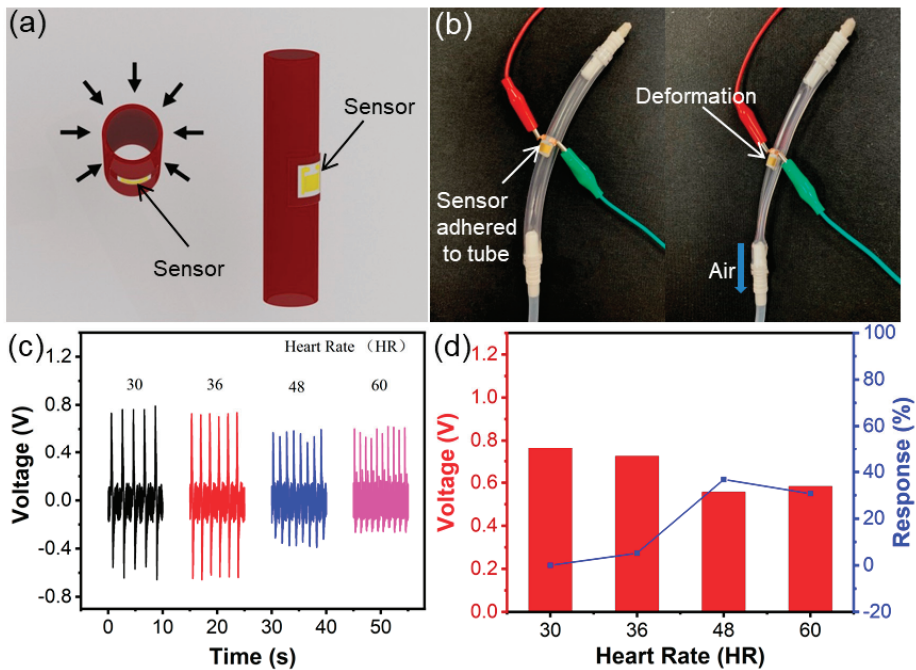 (a)
Sensor
Sensor
(b)
Deformation
Sensor
adhered
to tube
Air
(c)
Heart Rate （HR）
30 36 48 60
1.2
0.8
0.4
0.0
-0.4
-0.8
Voltage (V)
0 10 20 30 40 50
Time (s)
(d)
1.2
1.0
0.8
0.6
0.4
0.2
0.0
Voltage (V)
100
80
60
40
20
0
-20
Response (%)
30 36 48 60
Heart Rate (HR)